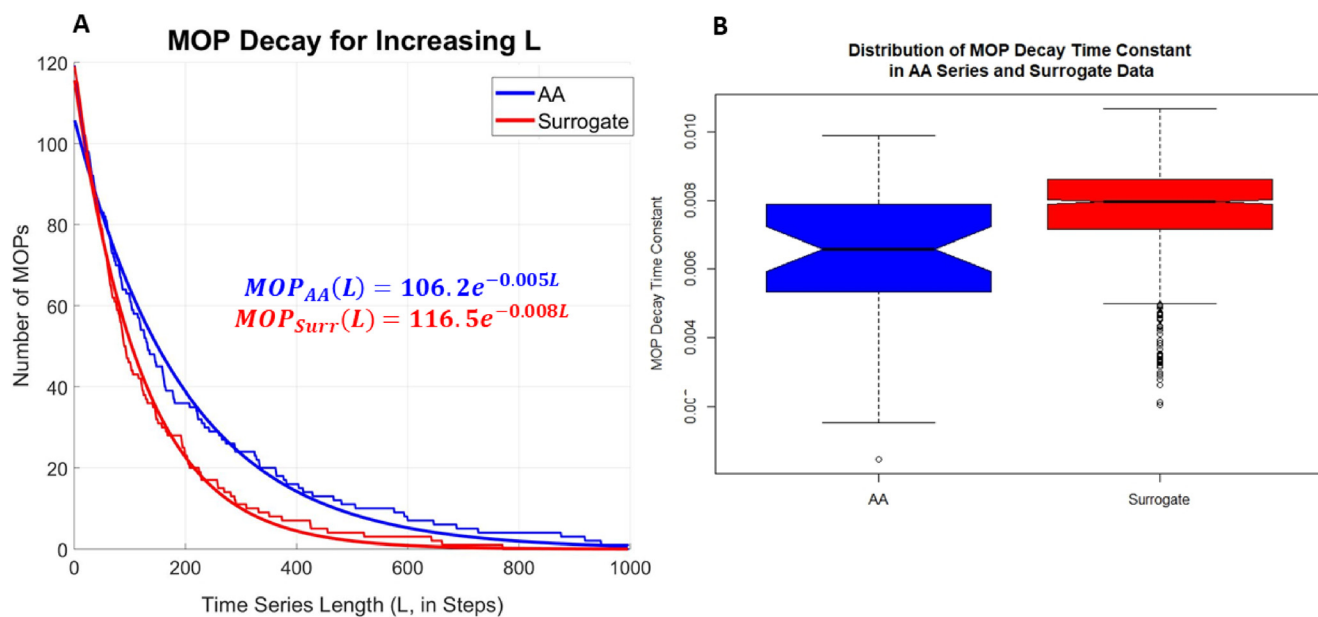 A
MOP Decay for Increasing L
120
100
80
60
40
20
0
Number of MOPs
AA
Surrogate
MOP_AA(L) = 106.2e^−0.005L
MOP_Surr(L) = 116.5e^−0.008L
0 200 400 600 800 1000
Time Series Length (L, in Steps)
B
Distribution of MOP Decay Time Constant
in AA Series and Surrogate Data
MOP Decay Time Constant
0.010
0.008
0.006
0.004
AA Surrogate